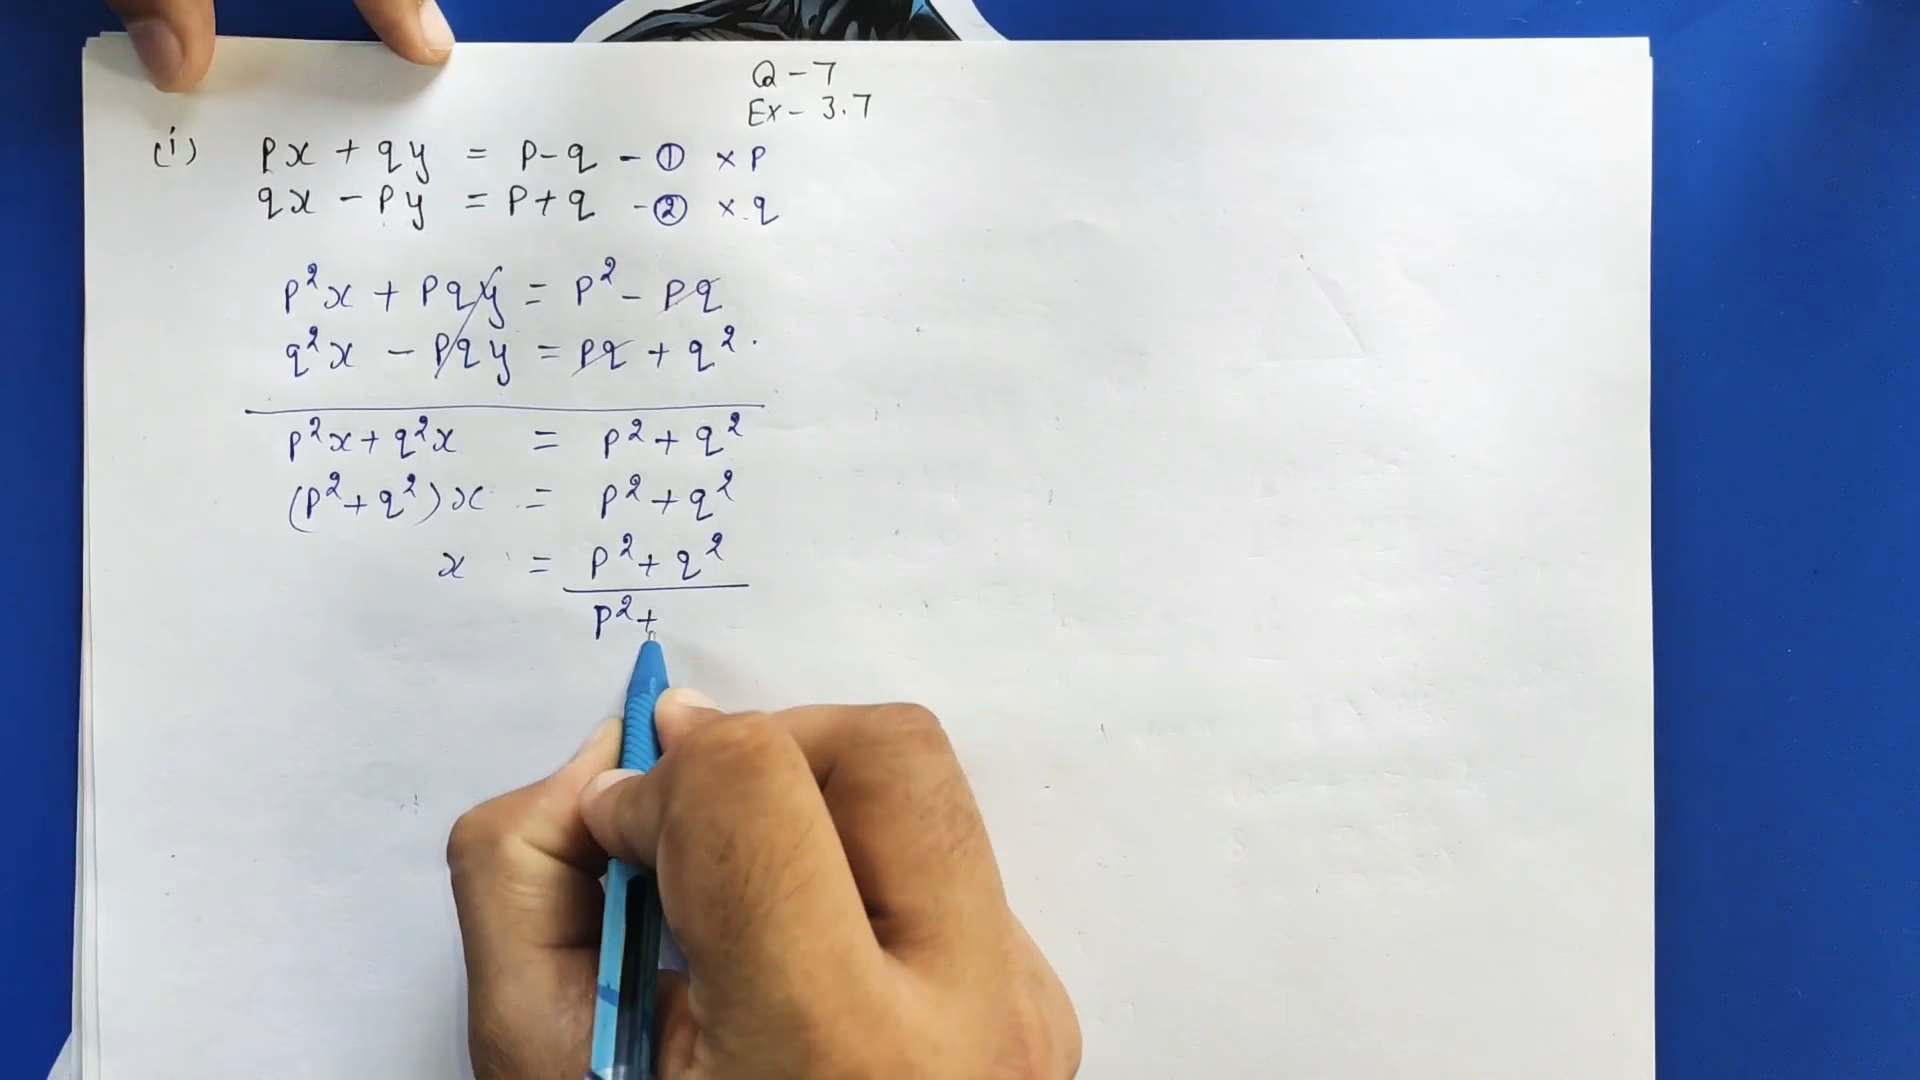 Q - 7
Ex - 3.7
(i) px + qy = p - q - ① × p
qx - py = p + q - ② × q
p²x + pqy = p² - pq
q²x - pqy = pq + q²
p²x + q²x = p² + q²
(p² + q²)x = p² + q²
x = p² + q²
p² +